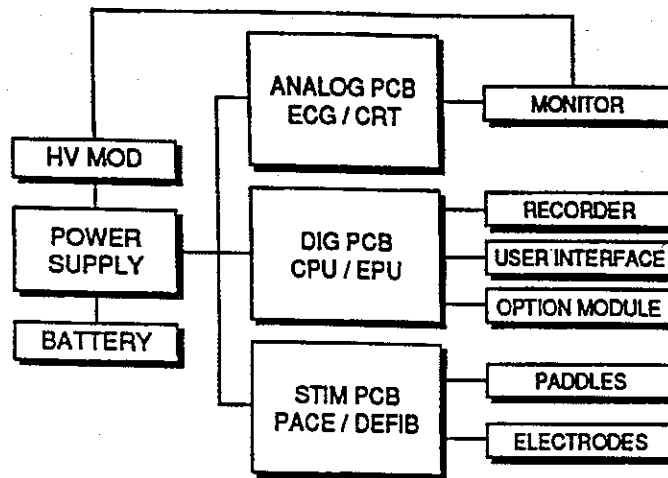 ANALOG PCB
ECG / CRT
MONITOR
HV MOD
POWER
SUPPLY
BATTERY
DIG PCB
CPU / EPU
RECORDER
USER INTERFACE
OPTION MODULE
STIM PCB
PACE / DEFIB
PADDLES
ELECTRODES